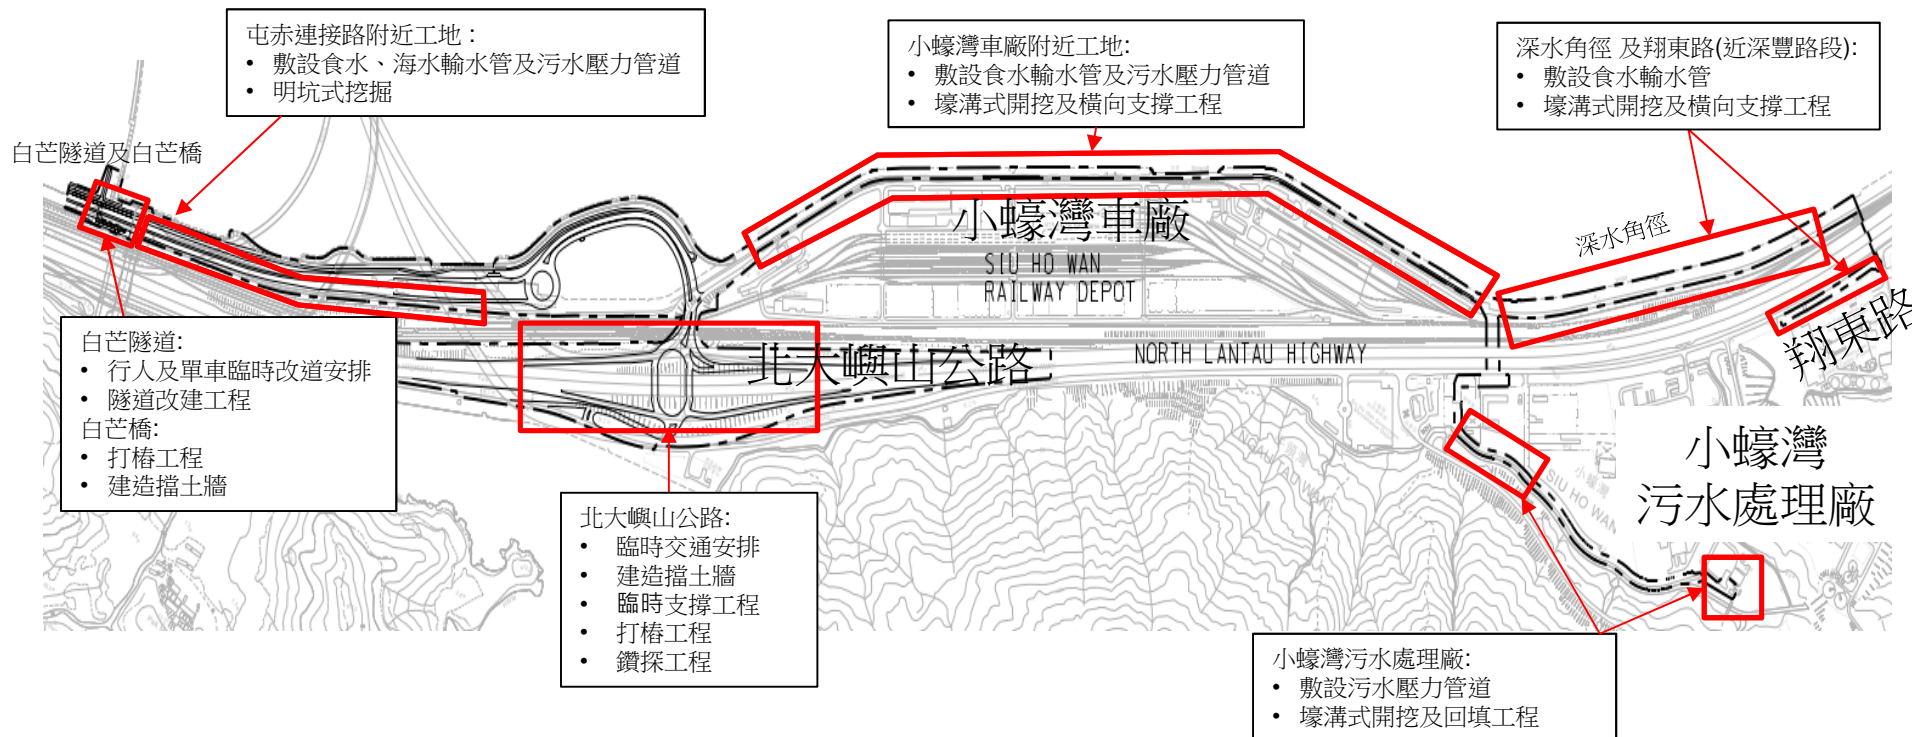 屯赤連接路附近工地：
• 敷設食水、海水輸水管及污水壓力管道
• 明坑式挖掘
小蠔灣車廠附近工地:
• 敷設食水輸水管及污水壓力管道
• 壕溝式開挖及橫向支撐工程
深水角徑 及翔東路(近深豐路段):
• 敷設食水輸水管
• 壕溝式開挖及橫向支撐工程
白芒隧道及白芒橋
小蠔灣車廠
SIU HO WAN
RAILWAY DEPOT
深水角徑
翔東路
北大嶼山公路
NORTH LANTAU HIGHWAY
白芒隧道:
• 行人及單車臨時改道安排
• 隧道改建工程
白芒橋:
• 打樁工程
• 建造擋土牆
北大嶼山公路:
• 臨時交通安排
• 建造擋土牆
• 臨時支撐工程
• 打樁工程
• 鑽探工程
小蠔灣
污水處理廠
小蠔灣
SIU HO WAN
小蠔灣污水處理廠:
• 敷設污水壓力管道
• 壕溝式開挖及回填工程